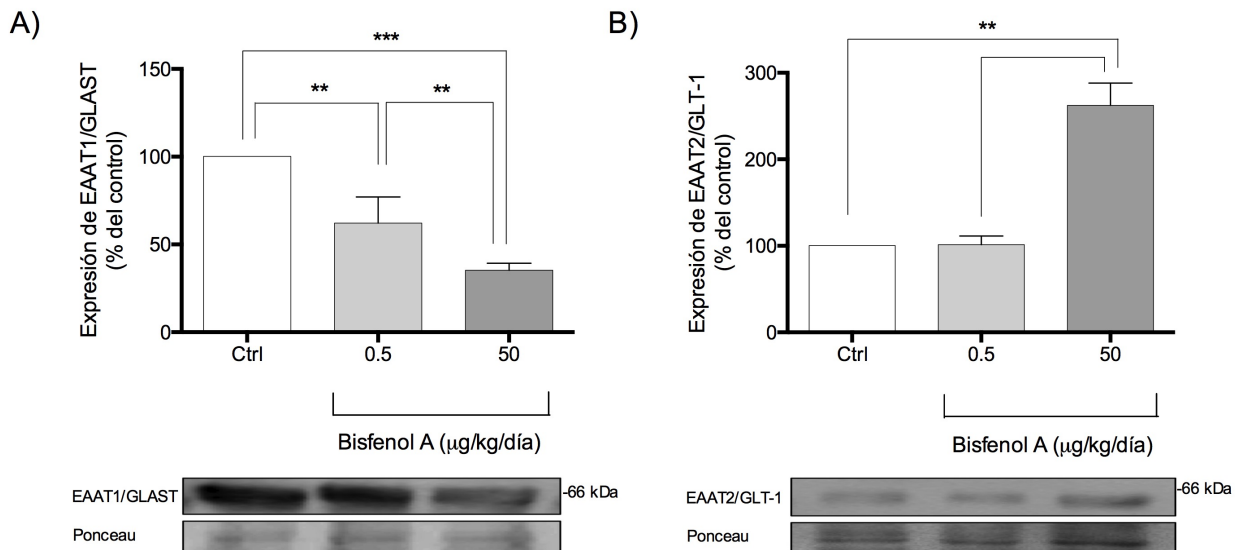 A)
***
**
**
Expresión de EAAT1/GLAST
(% del control)
150
100
50
0
Ctrl
0.5
50
Bisfenol A (μg/kg/día)
EAAT1/GLAST
-66 kDa
Ponceau
B)
**
Expresión de EAAT2/GLT-1
(% del control)
300
200
100
0
Ctrl
0.5
50
Bisfenol A (μg/kg/día)
EAAT2/GLT-1
-66 kDa
Ponceau